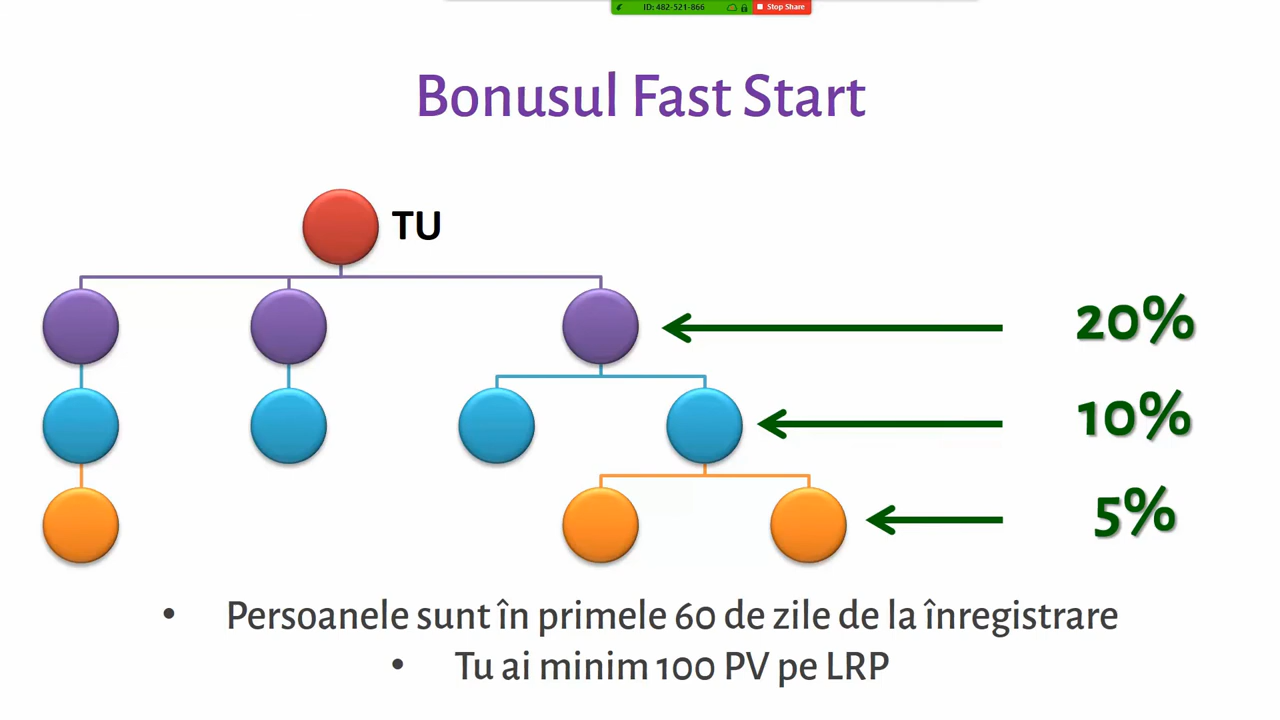 ID: 482-521-866
Stop Share
Bonusul Fast Start
TU
20%
10%
5%
• Persoanele sunt în primele 60 de zile de la înregistrare
• Tu ai minim 100 PV pe LRP